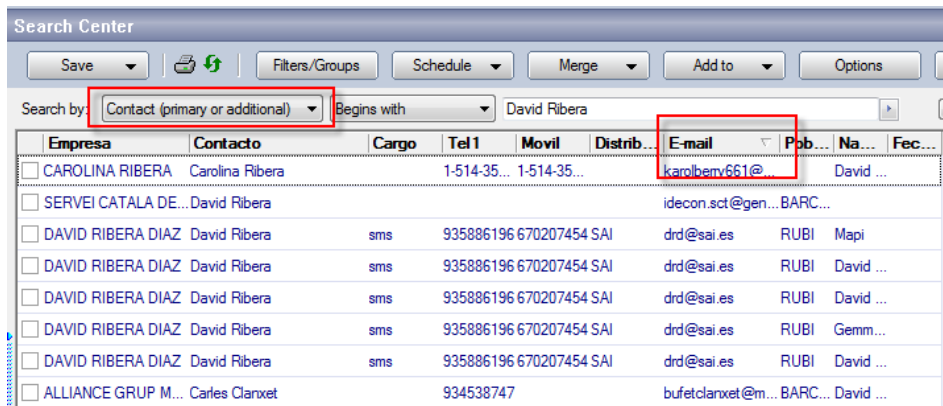 Search Center
Save Filters/Groups Schedule Merge Add to Options
Search by: Contact (primary or additional) Begins with David Ribera
Empresa Contacto Cargo Tel1 Movil Distrib... E-mail Pob... Na... Fec...
CAROLINA RIBERA Carolina Ribera 1-514-35... 1-514-35... karolberry661@... David ...
SERVEI CATALA DE... David Ribera idecon.sct@gen... BARC...
DAVID RIBERA DIAZ David Ribera sms 935886196 670207454 SAI drd@sai.es RUBI Mapi
DAVID RIBERA DIAZ David Ribera sms 935886196 670207454 SAI drd@sai.es RUBI David ...
DAVID RIBERA DIAZ David Ribera sms 935886196 670207454 SAI drd@sai.es RUBI David ...
DAVID RIBERA DIAZ David Ribera sms 935886196 670207454 SAI drd@sai.es RUBI Gemm...
DAVID RIBERA DIAZ David Ribera sms 935886196 670207454 SAI drd@sai.es RUBI David ...
ALLIANCE GRUP M... Carles Clanxet 934538747 bufetclanxet@m... BARC... David ...